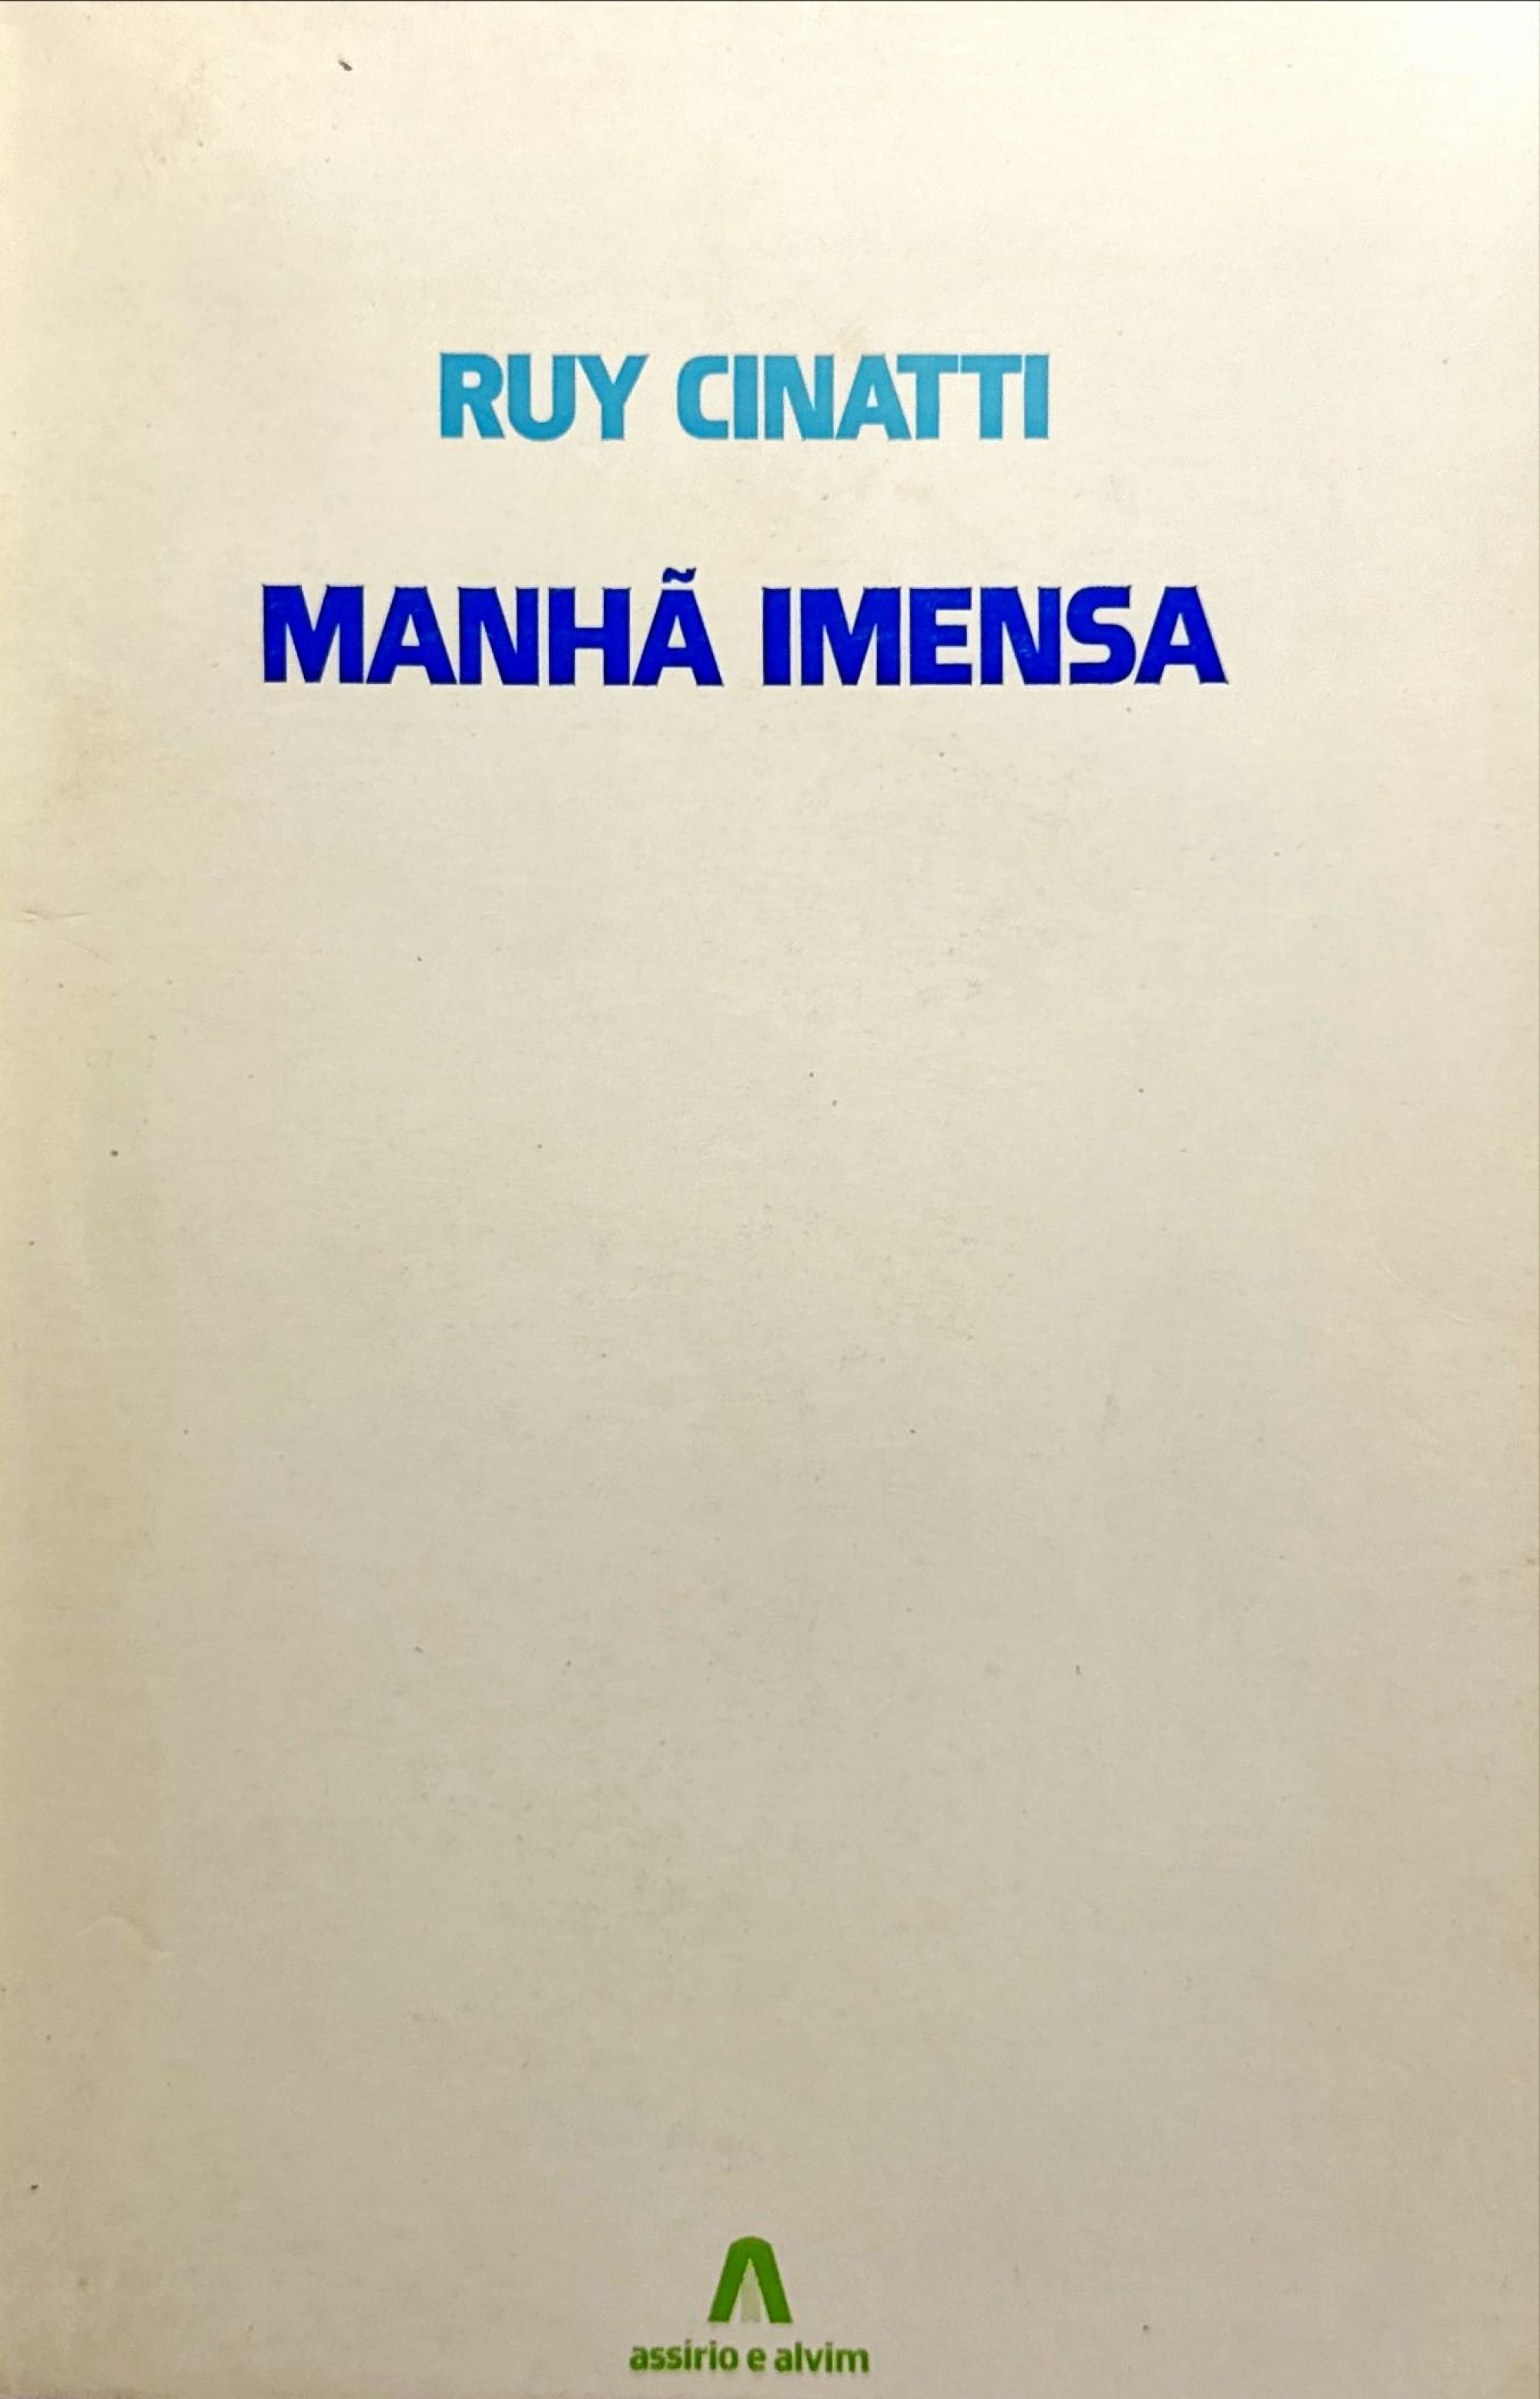 RUY CINATTI
MANHÃ IMENSA
assírio e alvim